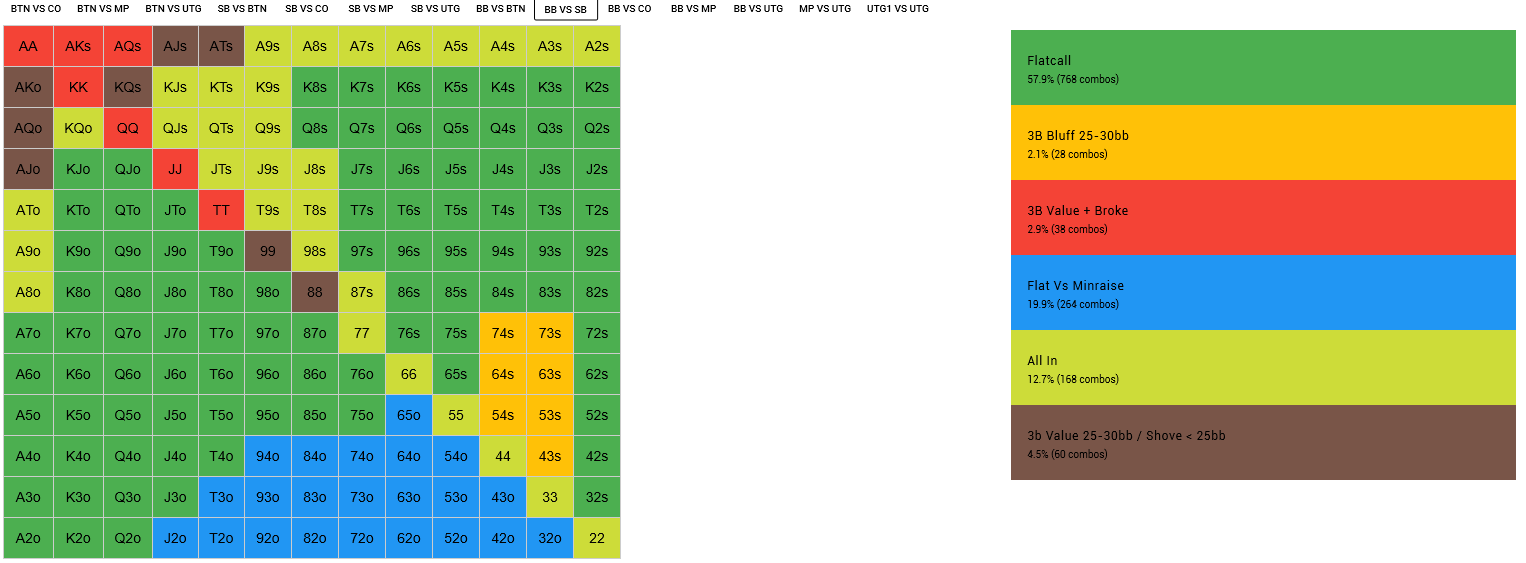 BTN VS CO BTN VS MP BTN VS UTG SB VS BTN SB VS CO SB VS MP SB VS UTG BB VS BTN BB VS SB BB VS CO BB VS MP BB VS UTG MP VS UTG UTG1 VS UTG
AA AKs AQs AJs ATs A9s A8s A7s A6s A5s A4s A3s A2s
AKo KK KQs KJs KTs K9s K8s K7s K6s K5s K4s K3s K2s
AQo KQo QQ QJs QTs Q9s Q8s Q7s Q6s Q5s Q4s Q3s Q2s
AJo KJo QJo JJ JTs J9s J8s J7s J6s J5s J4s J3s J2s
ATo KTo QTo JTo TT T9s T8s T7s T6s T5s T4s T3s T2s
A9o K9o Q9o J9o T9o 99 98s 97s 96s 95s 94s 93s 92s
A8o K8o Q8o J8o T8o 98o 88 87s 86s 85s 84s 83s 82s
A7o K7o Q7o J7o T7o 97o 87o 77 76s 75s 74s 73s 72s
A6o K6o Q6o J6o T6o 96o 86o 76o 66 65s 64s 63s 62s
A5o K5o Q5o J5o T5o 95o 85o 75o 65o 55 54s 53s 52s
A4o K4o Q4o J4o T4o 94o 84o 74o 64o 54o 44 43s 42s
A3o K3o Q3o J3o T3o 93o 83o 73o 63o 53o 43o 33 32s
A2o K2o Q2o J2o T2o 92o 82o 72o 62o 52o 42o 32o 22
Flatcall
57.9% (768 combos)
3B Bluff 25-30bb
2.1% (28 combos)
3B Value + Broke
2.9% (38 combos)
Flat Vs Minraise
19.9% (264 combos)
All In
12.7% (168 combos)
3b Value 25-30bb / Shove < 25bb
4.5% (60 combos)